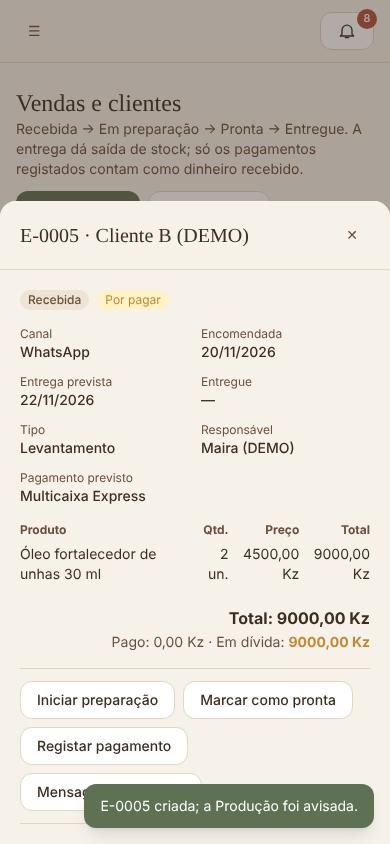 ☰
8
Vendas e clientes
Recebida → Em preparação → Pronta → Entregue. A
entrega dá saída de stock; só os pagamentos
registados contam como dinheiro recebido.
E-0005 · Cliente B (DEMO) ✕
Recebida Por pagar
Canal Encomendada
WhatsApp 20/11/2026
Entrega prevista Entregue
22/11/2026 —
Tipo Responsável
Levantamento Maira (DEMO)
Pagamento previsto
Multicaixa Express
Produto Qtd. Preço Total
Óleo fortalecedor de 2 4500,00 9000,00
unhas 30 ml un. Kz Kz
Total: 9000,00 Kz
Pago: 0,00 Kz · Em dívida: 9000,00 Kz
Iniciar preparação Marcar como pronta
Registar pagamento
E-0005 criada; a Produção foi avisada.